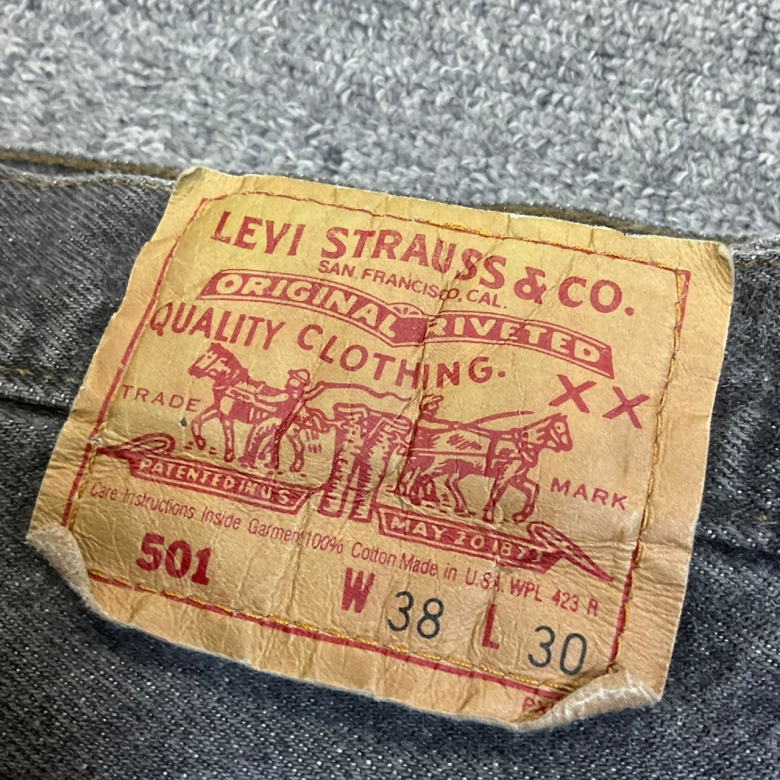 LEVI STRAUSS & CO.
SAN FRANCISCO, CAL.
ORIGINAL RIVETED
QUALITY CLOTHING.
XX
TRADE MARK
PATENTED IN U.S. MAY 20 1873
Care Instructions Inside Garment 100% Cotton Made in U.S.A. WPL 423 R
501 W 38 L 30